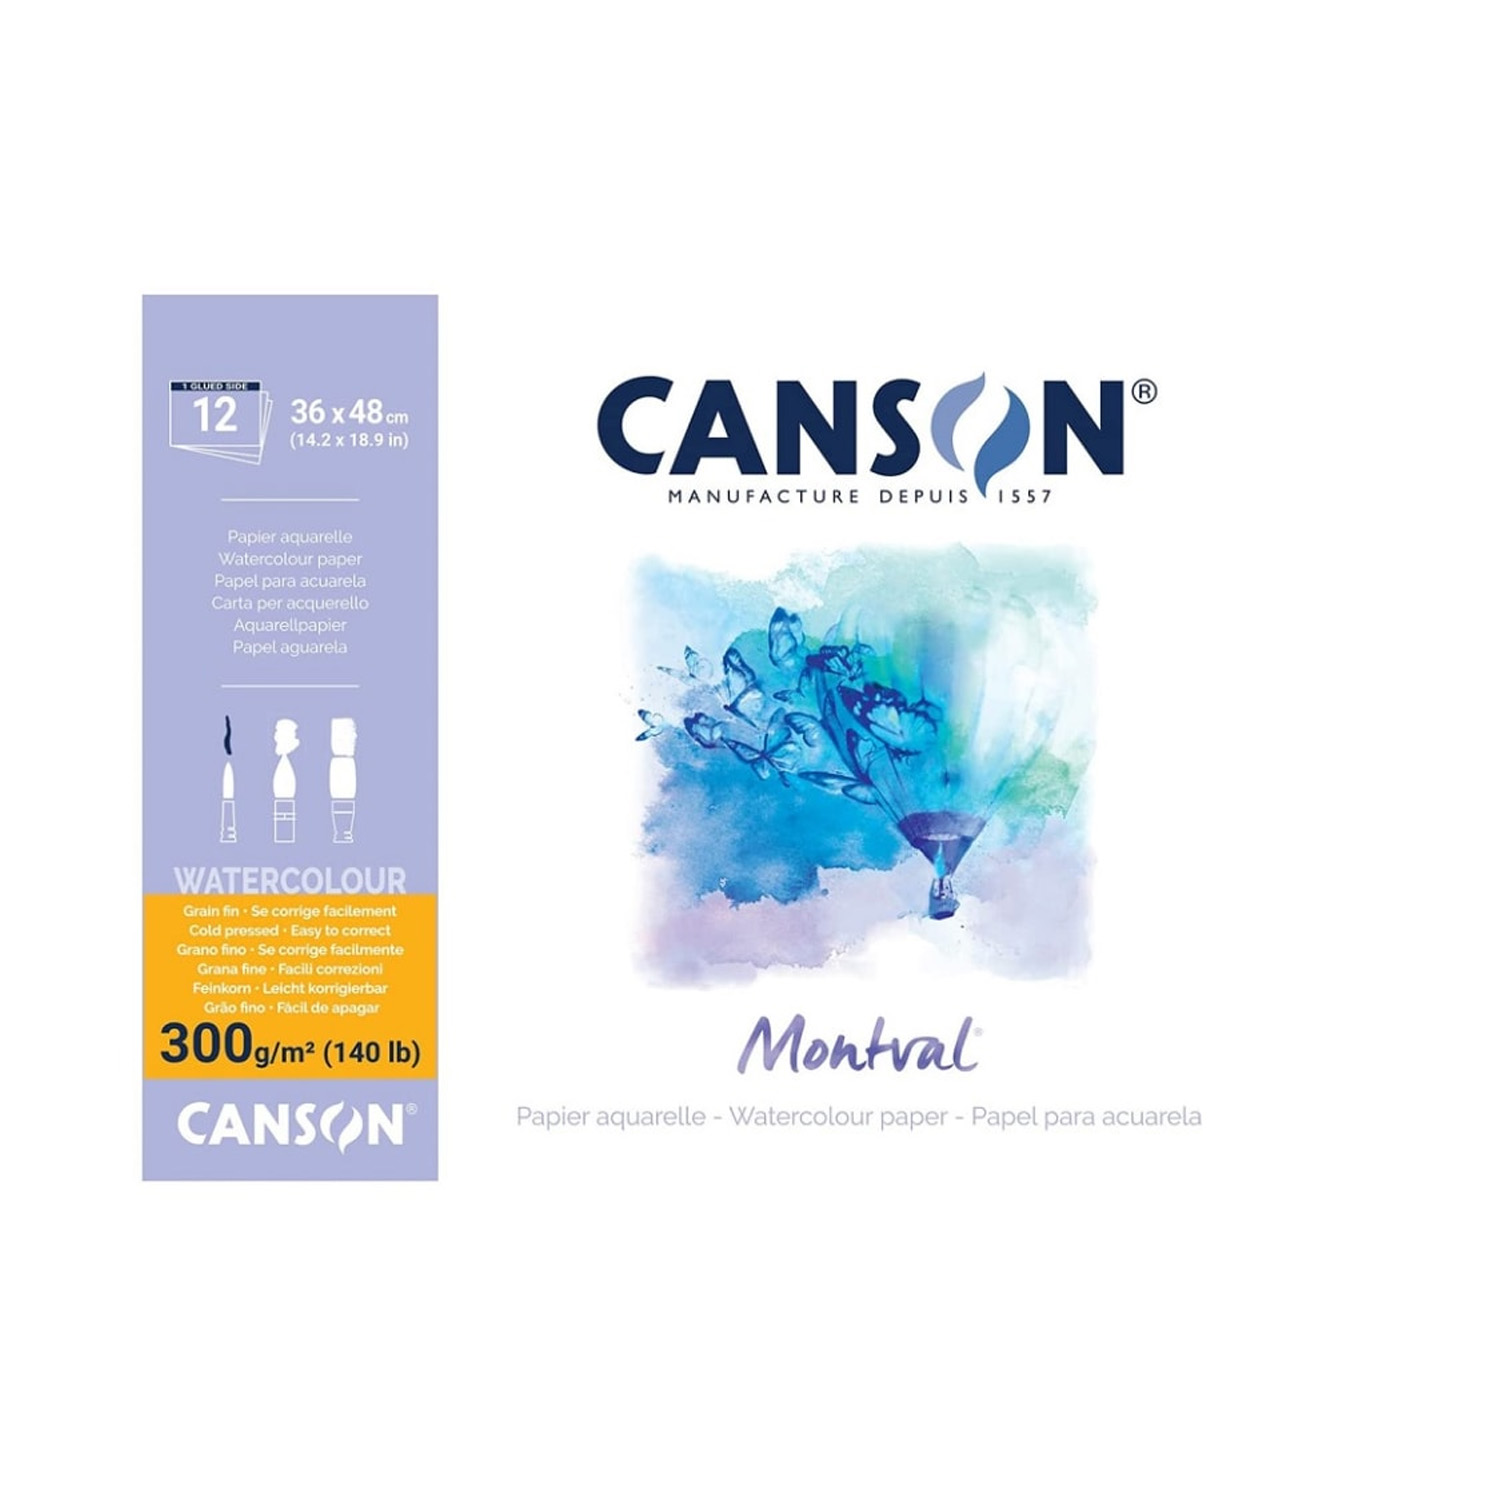 1 GLUED SIDE
12
36 x 48 cm
(14.2 x 18.9 in)
Papier aquarelle
Watercolour paper
Papel para acuarela
Carta per acquerello
Aquarellpapier
Papel aguarela
WATERCOLOUR
Grain fin • Se corrige facilement
Cold pressed • Easy to correct
Grano fino • Se corrige facilmente
Grana fine • Facili correzioni
Feinkorn • Leicht korrigierbar
Grão fino • Fácil de apagar
300g/m² (140 lb)
CANSON®
CANSON®
MANUFACTURE DEPUIS 1557
Montval®
Papier aquarelle - Watercolour paper - Papel para acuarela